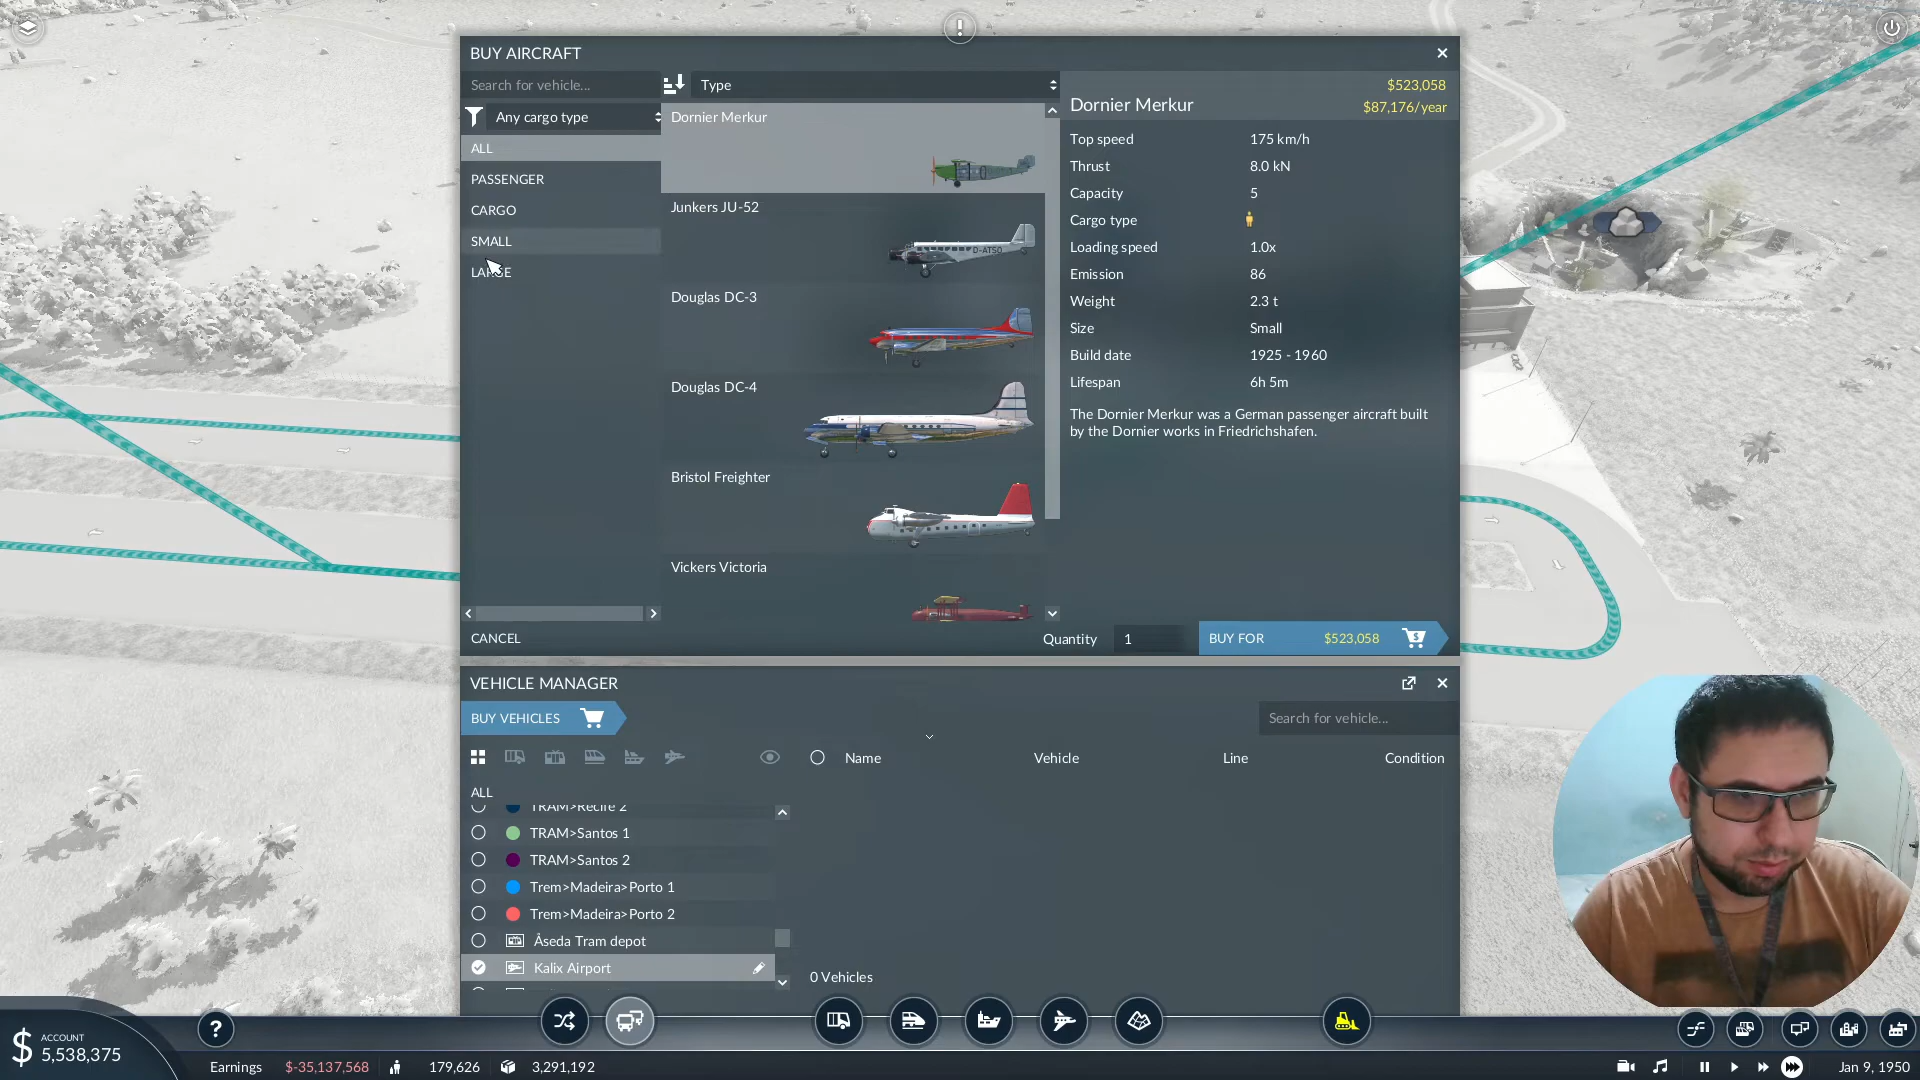 BUY AIRCRAFT
Search for vehicle...
Type
Any cargo type
ALL
PASSENGER
CARGO
SMALL
LARGE
Dornier Merkur
Junkers JU-52
D-ATSO
Douglas DC-3
Douglas DC-4
Bristol Freighter
Vickers Victoria
Dornier Merkur
$523,058
$87,176/year
Top speed 175 km/h
Thrust 8.0 kN
Capacity 5
Cargo type
Loading speed 1.0x
Emission 86
Weight 2.3 t
Size Small
Build date 1925 - 1960
Lifespan 6h 5m
The Dornier Merkur was a German passenger aircraft built
by the Dornier works in Friedrichshafen.
CANCEL
Quantity 1
BUY FOR $523,058
VEHICLE MANAGER
BUY VEHICLES
Search for vehicle...
Name Vehicle Line Condition
ALL
TRAM>Recife 2
TRAM>Santos 1
TRAM>Santos 2
Trem>Madeira>Porto 1
Trem>Madeira>Porto 2
Åseda Tram depot
Kalix Airport
0 Vehicles
?
$ ACCOUNT
5,538,375
Earnings $-35,137,568 179,626 3,291,192
Jan 9, 1950